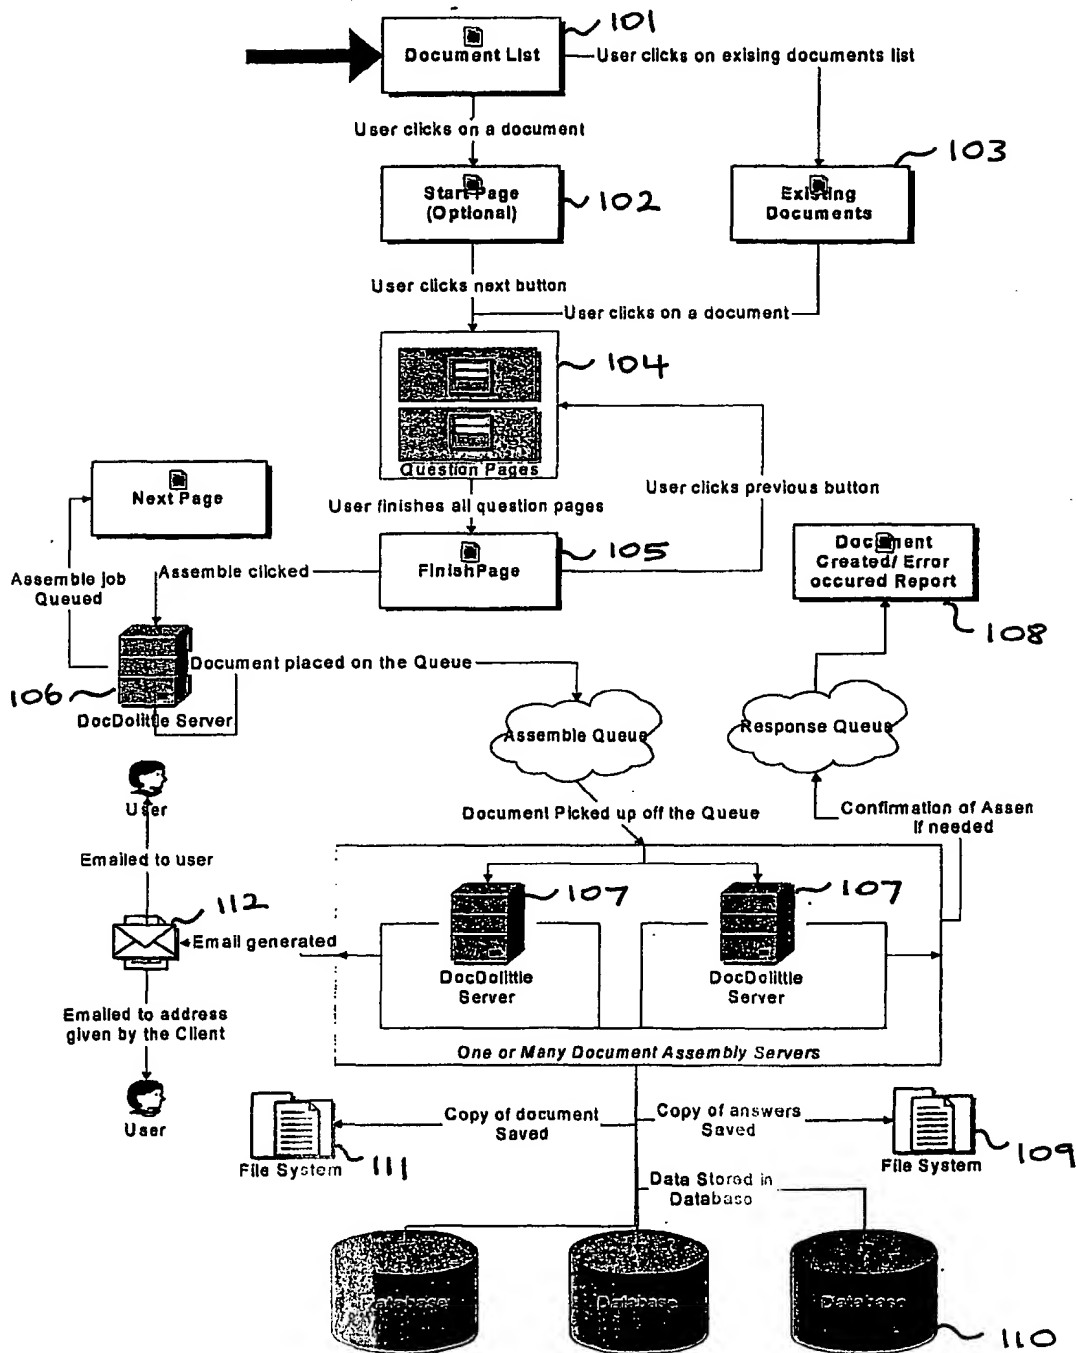 101
Document List
User clicks on exising documents list
User clicks on a document
103
Start Page
(Optional)
102
Existing
Documents
User clicks next button
User clicks on a document
104
Question Pages
Next Page
User clicks previous button
User finishes all question pages
105
Document
Created/ Error
occured Report
Assemble job
Queued
Assemble clicked
FinishPage
108
Document placed on the Queue
106
DocDolittle Server
Assemble Queue
Response Queue
User
Document Picked up off the Queue
Confirmation of Assem
if needed
Emailed to user
107
107
112
Email generated
DocDolittle
Server
DocDolittle
Server
Emailed to address
given by the Client
One or Many Document Assembly Servers
User
Copy of document
Saved
Copy of answers
Saved
File System
111
File System
109
Data Stored in
Database
Database
Database
Database
110